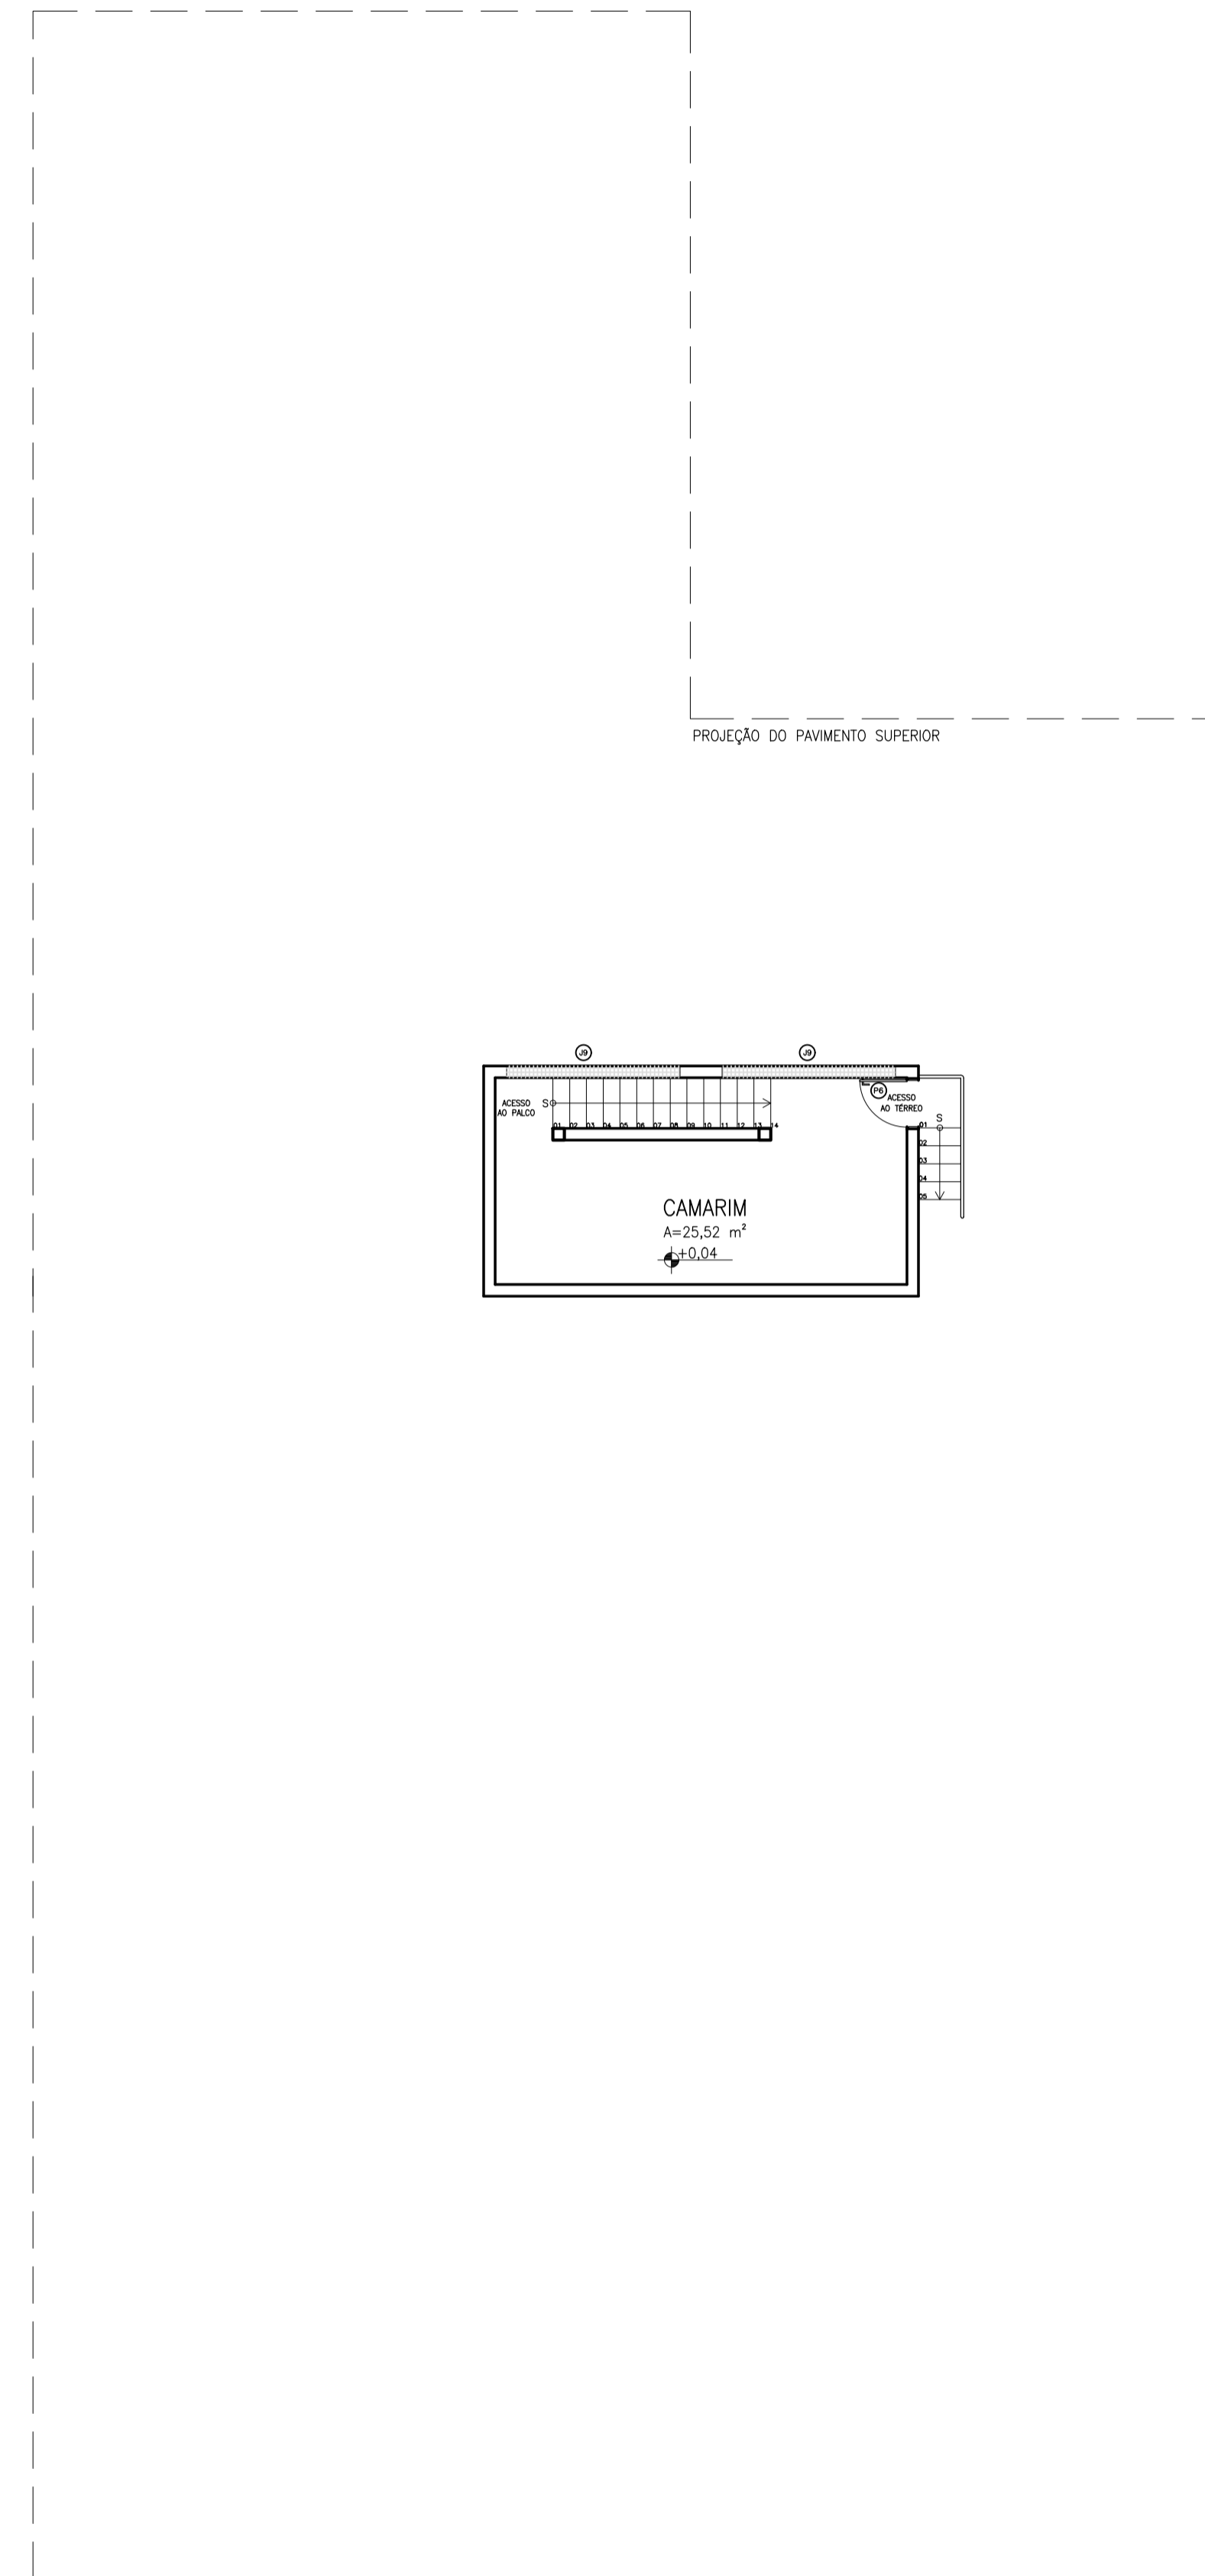 PROJEÇÃO DO PAVIMENTO SUPERIOR
J9
J9
P6
ACESSO
AO PALCO
S
ACESSO
AO TÉRREO
S
01 02 03 04 05 06 07 08 09 10 11 12 13 14
01
02
03
04
05
CAMARIM
A=25,52 m²
+0,04